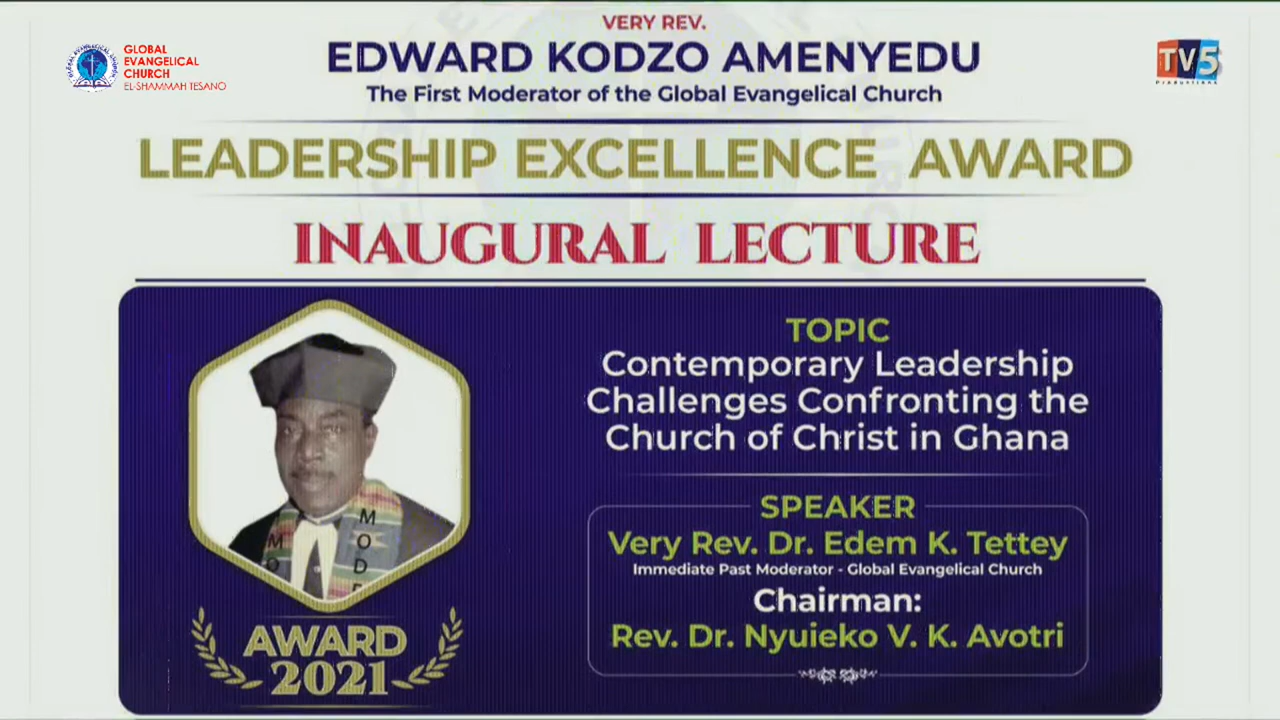 VERY REV.
EDWARD KODZO AMENYEDU
The First Moderator of the Global Evangelical Church
GLOBAL
EVANGELICAL
CHURCH
EL-SHAMMAH TESANO
TV5
Productions
LEADERSHIP EXCELLENCE AWARD
INAUGURAL LECTURE
TOPIC
Contemporary Leadership
Challenges Confronting the
Church of Christ in Ghana
SPEAKER
Very Rev. Dr. Edem K. Tettey
Immediate Past Moderator - Global Evangelical Church
Chairman:
Rev. Dr. Nyuieko V. K. Avotri
M O
M O D E
AWARD
2021